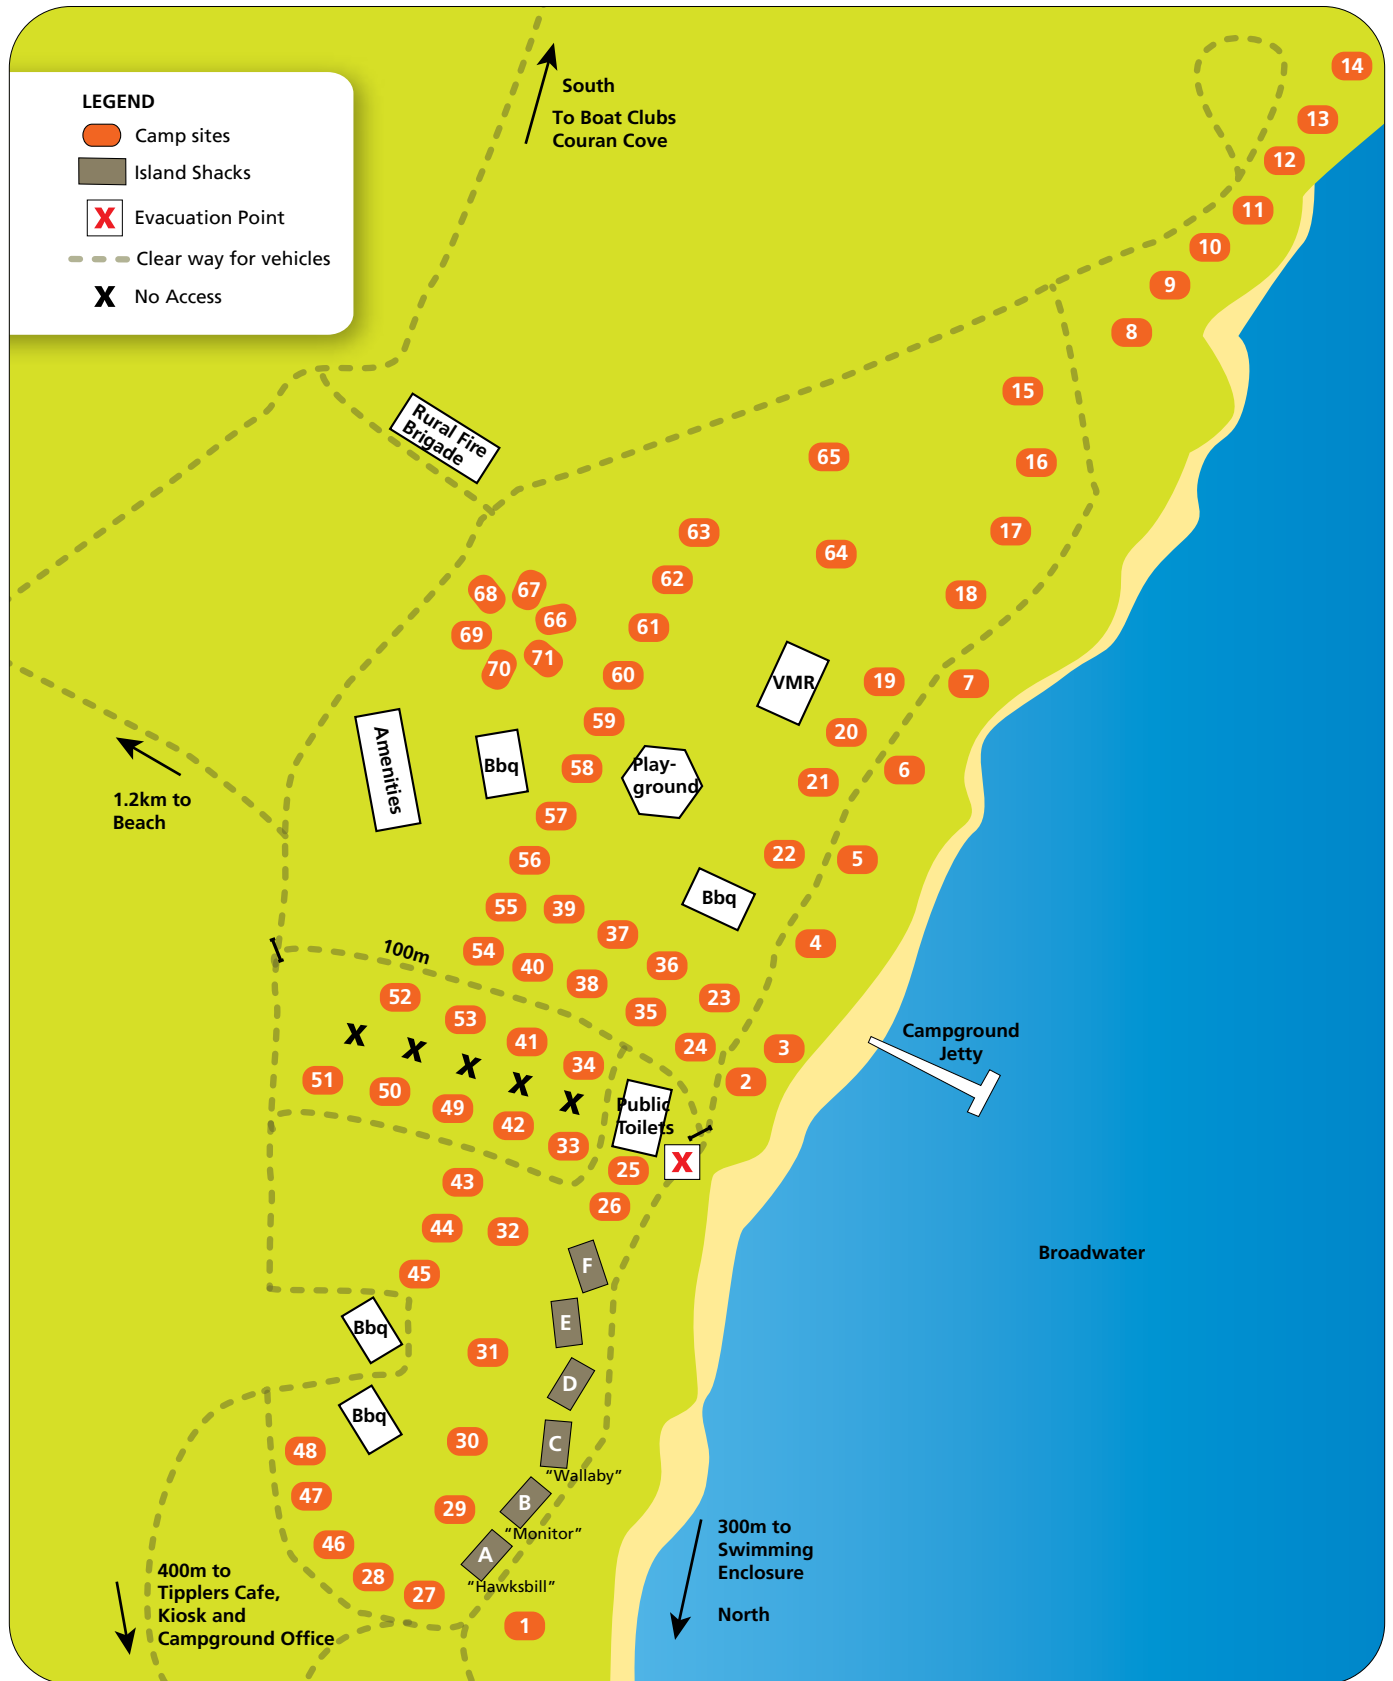 LEGEND
Camp sites
Island Shacks
X Evacuation Point
Clear way for vehicles
X No Access
South
To Boat Clubs
Couran Cove
14
13
12
11
10
9
8
Rural Fire
Brigade
15
65
16
63
17
64
68
67
62
18
66
69
61
70
71
60
VMR
19
7
59
20
Amenities
Bbq
58
Play-
ground
21
6
1.2km to
Beach
57
56
22
5
Bbq
55
39
37
4
100m
54
40
36
38
52
23
35
53
Campground
Jetty
X
X
41
24
3
X
34
51
50
X
2
49
X
Public
Toilets
42
33
X
25
43
26
44
32
Broadwater
F
45
E
Bbq
31
D
Bbq
30
C
48
"Wallaby"
47
B
29
"Monitor"
300m to
Swimming
Enclosure
46
A
"Hawksbill"
28
27
400m to
Tipplers Cafe,
Kiosk and
Campground Office
North
1